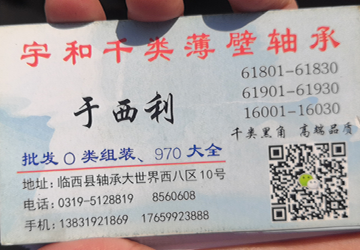 宇和千类薄壁轴承
61801-61830
61901-61930
16001-16030
于西利
千类黑角 高端品质
批发O类组装、970大全
地址:临西县轴承大世界西八区10号
电话:0319-5128819 8560608
手机:13831921869 17659923888